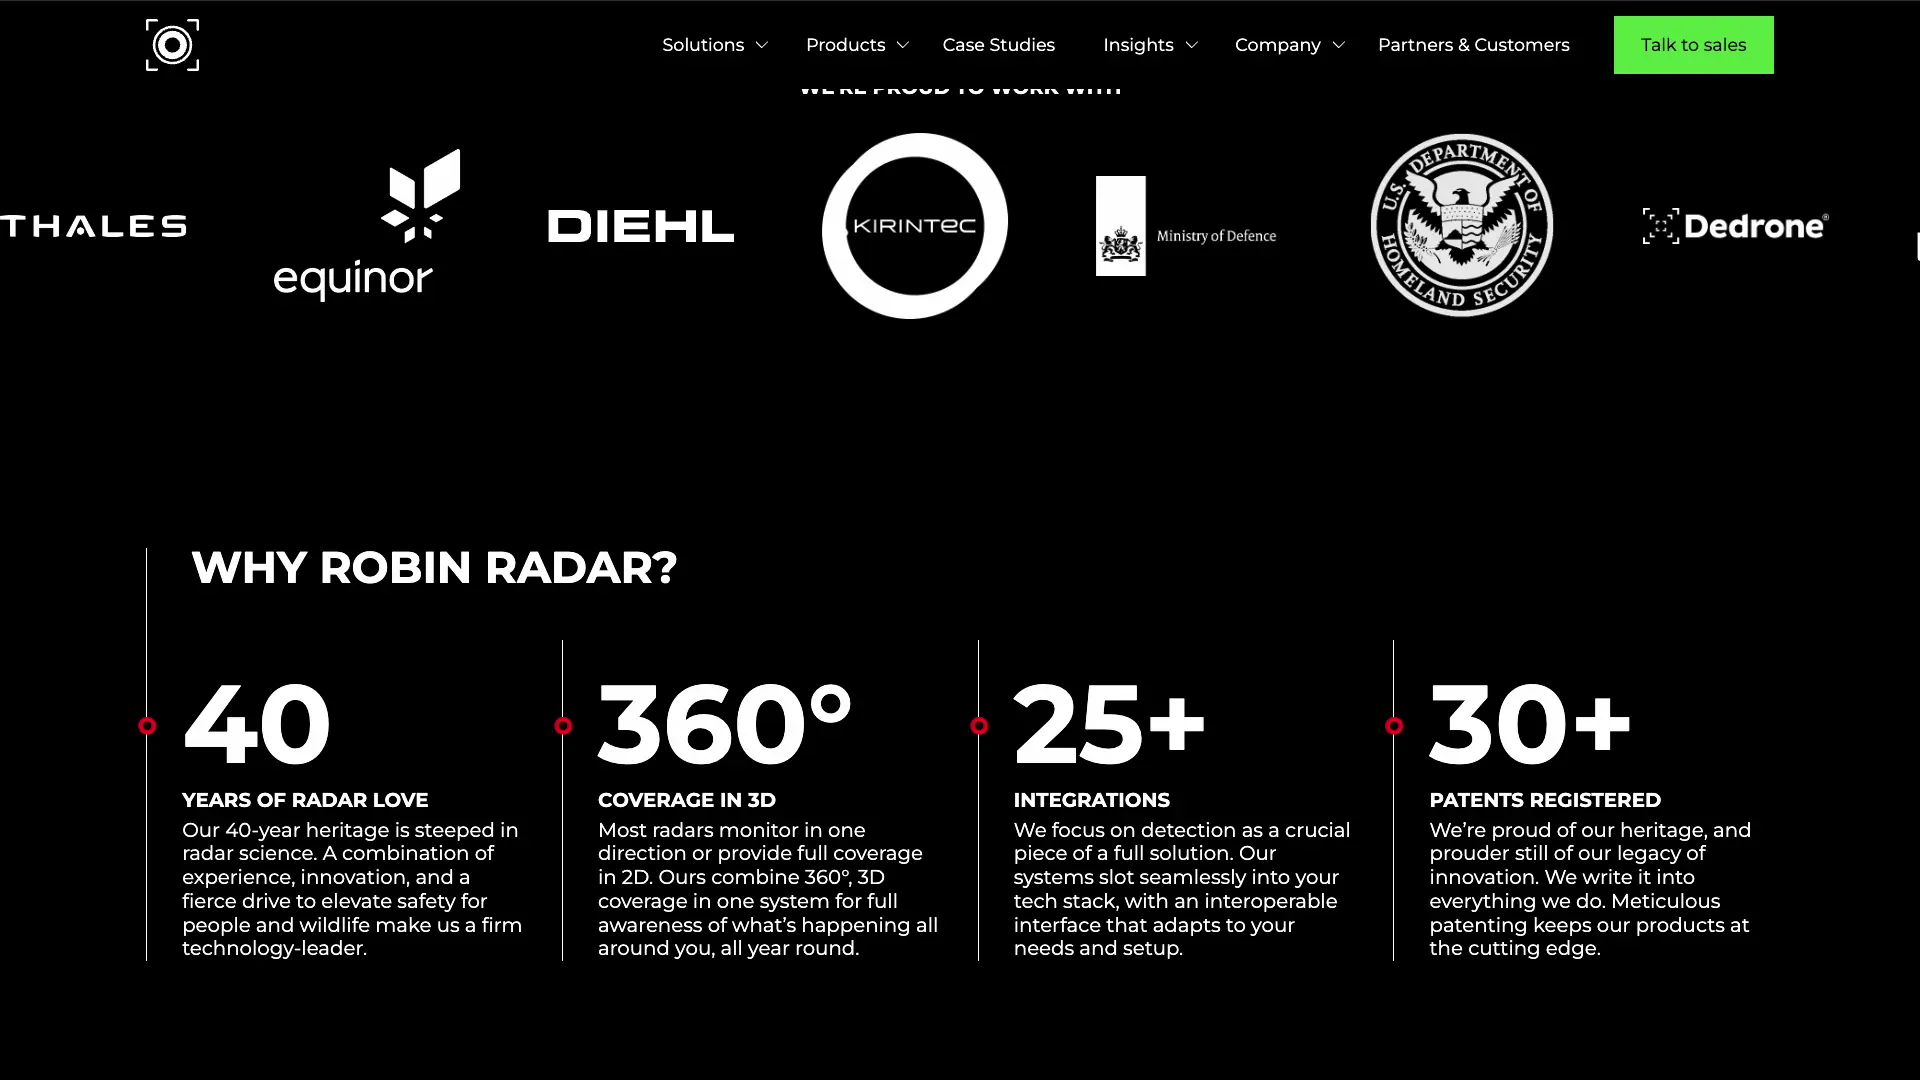 Solutions
Products
Case Studies
Insights
Company
Partners & Customers
Talk to sales
WE'RE PROUD TO WORK WITH
THALES
equinor
DIEHL
KIRINTEC
Ministry of Defence
U.S. DEPARTMENT OF HOMELAND SECURITY
Dedrone®
WHY ROBIN RADAR?
40
YEARS OF RADAR LOVE
Our 40-year heritage is steeped in
radar science. A combination of
experience, innovation, and a
fierce drive to elevate safety for
people and wildlife make us a firm
technology-leader.
360°
COVERAGE IN 3D
Most radars monitor in one
direction or provide full coverage
in 2D. Ours combine 360°, 3D
coverage in one system for full
awareness of what’s happening all
around you, all year round.
25+
INTEGRATIONS
We focus on detection as a crucial
piece of a full solution. Our
systems slot seamlessly into your
tech stack, with an interoperable
interface that adapts to your
needs and setup.
30+
PATENTS REGISTERED
We’re proud of our heritage, and
prouder still of our legacy of
innovation. We write it into
everything we do. Meticulous
patenting keeps our products at
the cutting edge.